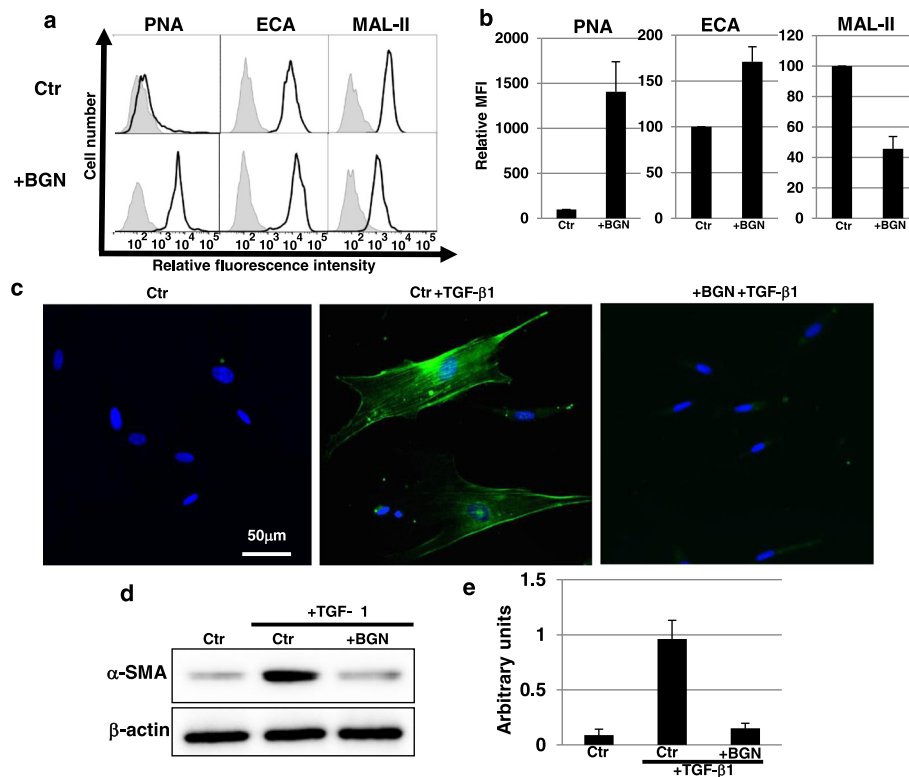 a
PNA ECA MAL-II
Ctr
+BGN
Cell number
10² 10³ 10⁴ 10⁵ 10² 10³ 10⁴ 10⁵ 10² 10³ 10⁴ 10⁵
Relative fluorescence intensity
b
PNA ECA MAL-II
Relative MFI
2000
1500
1000
500
0
Ctr +BGN
200
150
100
50
0
Ctr +BGN
120
100
80
60
40
20
0
Ctr +BGN
c
Ctr Ctr+TGF-β1 +BGN+TGF-β1
50μm
d
+TGF- 1
Ctr Ctr +BGN
α-SMA
β-actin
e
Arbitrary units
1.5
1
0.5
0
Ctr Ctr +BGN
+TGF-β1